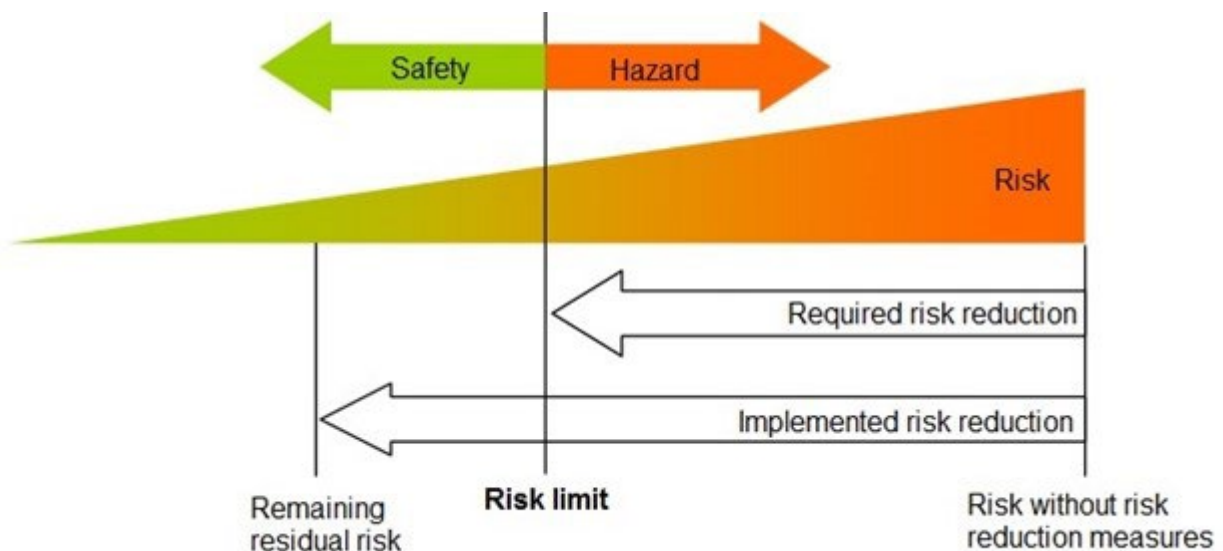 Safety
Hazard
Risk
Required risk reduction
Implemented risk reduction
Remaining
residual risk
Risk limit
Risk without risk
reduction measures